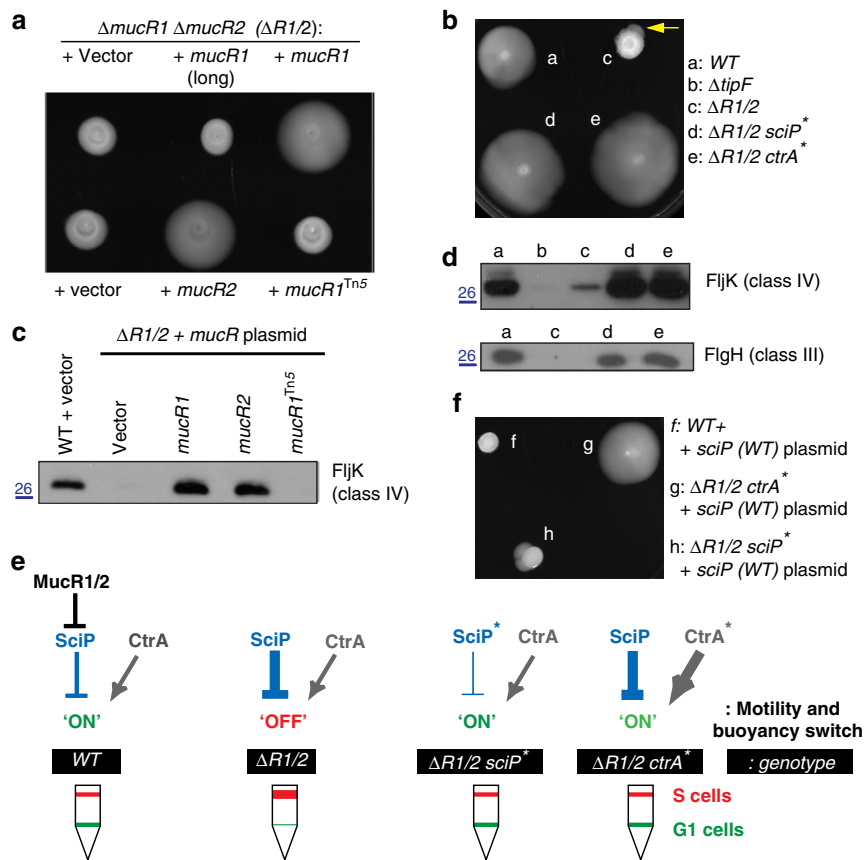 a
ΔmucR1 ΔmucR2 (ΔR1/2):
+ Vector + mucR1 (long) + mucR1
+ vector + mucR2 + mucR1Tn5
b
a
c
d
e
a: WT
b: ΔtipF
c: ΔR1/2
d: ΔR1/2 sciP*
e: ΔR1/2 ctrA*
c
ΔR1/2 + mucR plasmid
WT + vector
Vector
mucR1
mucR2
mucR1Tn5
26
FljK
(class IV)
d
a b c d e
26
FljK (class IV)
a c d e
26
FlgH (class III)
f
f
g
h
f: WT+
+ sciP (WT) plasmid
g: ΔR1/2 ctrA*
+ sciP (WT) plasmid
h: ΔR1/2 sciP*
+ sciP (WT) plasmid
e
MucR1/2
SciP CtrA
'ON'
WT
SciP CtrA
'OFF'
ΔR1/2
SciP* CtrA
'ON'
ΔR1/2 sciP*
SciP CtrA*
'ON'
ΔR1/2 ctrA*
: Motility and
buoyancy switch
: genotype
S cells
G1 cells